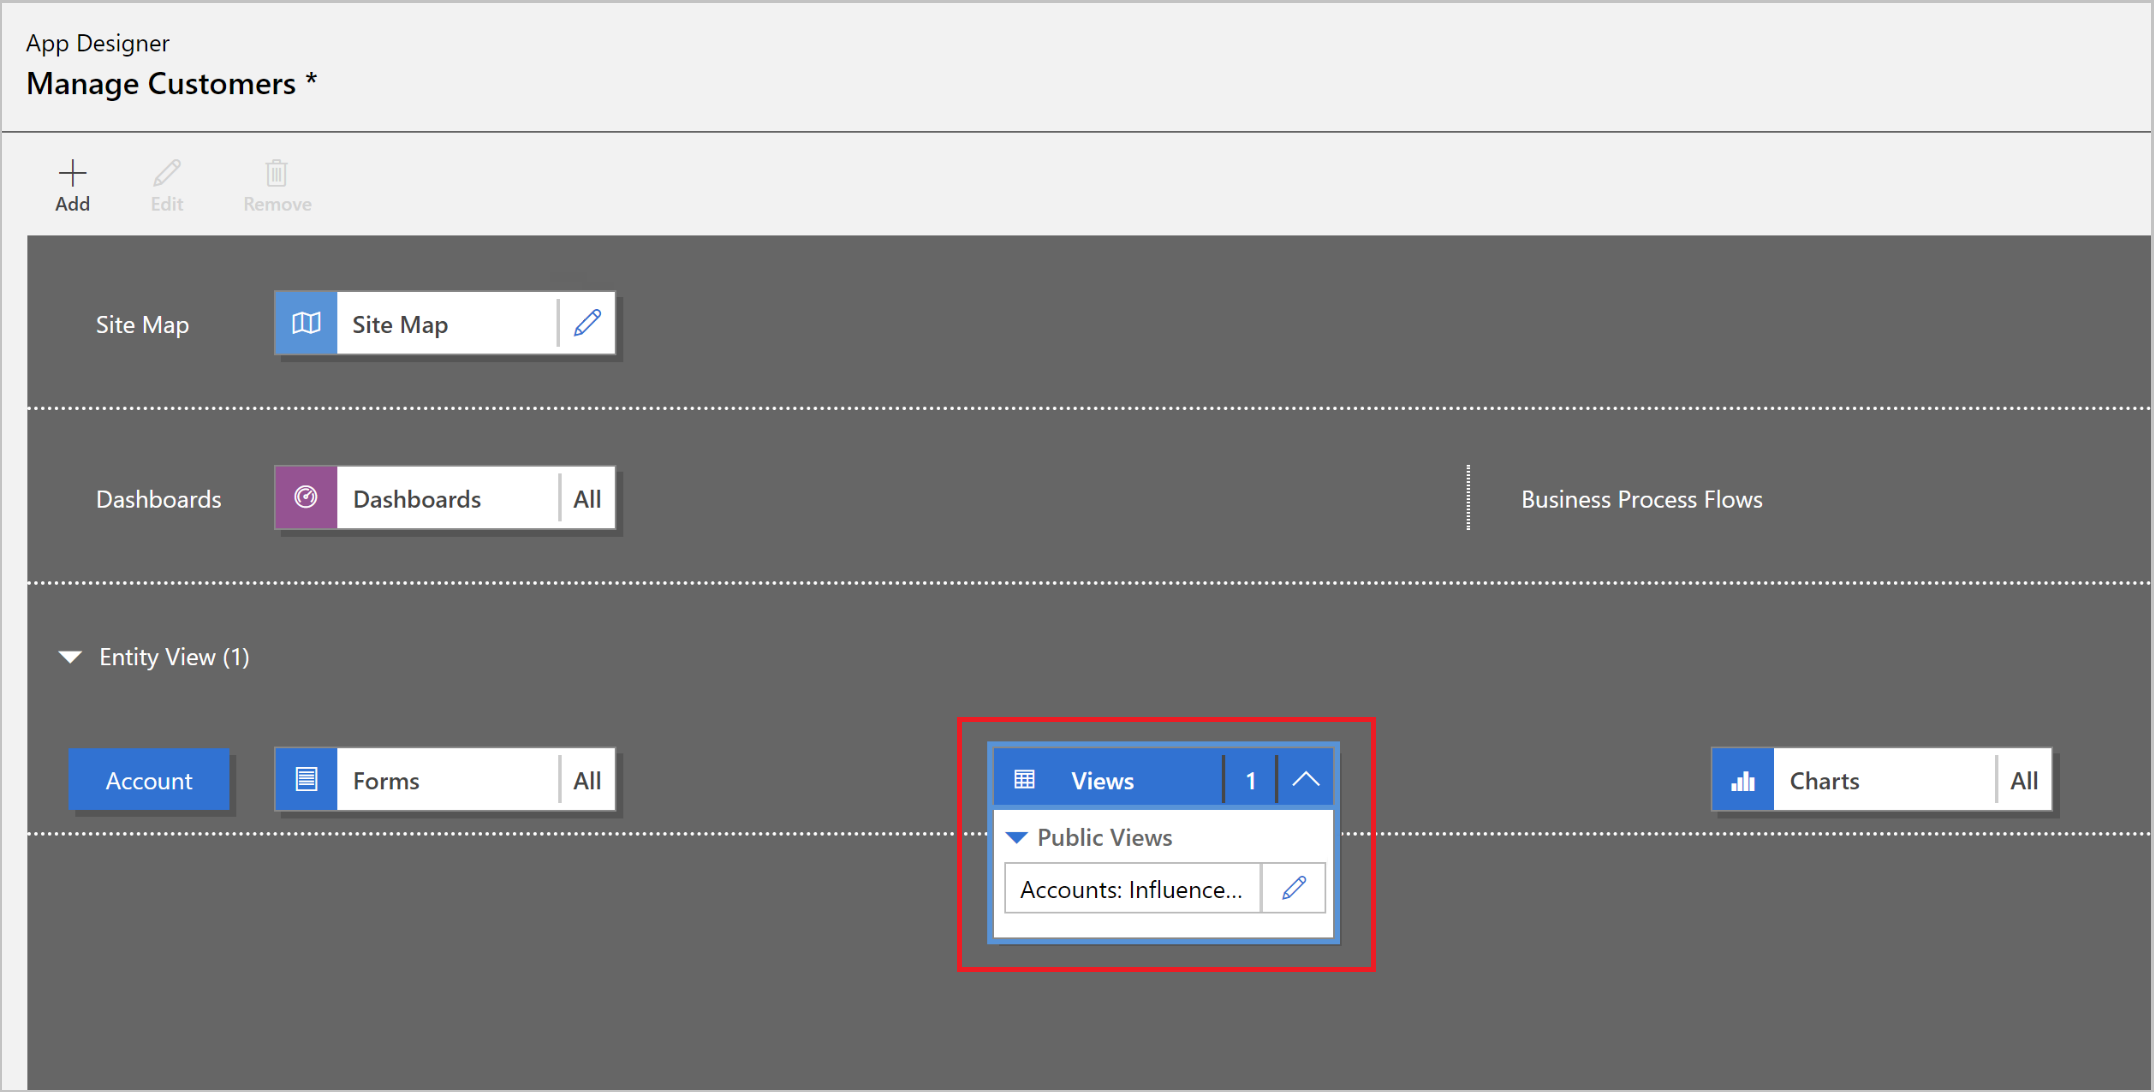 App Designer
Manage Customers *
Add
Edit
Remove
Site Map
Site Map
Dashboards
Dashboards
All
Business Process Flows
Entity View (1)
Account
Forms
All
Views
1
Charts
All
Public Views
Accounts: Influence...